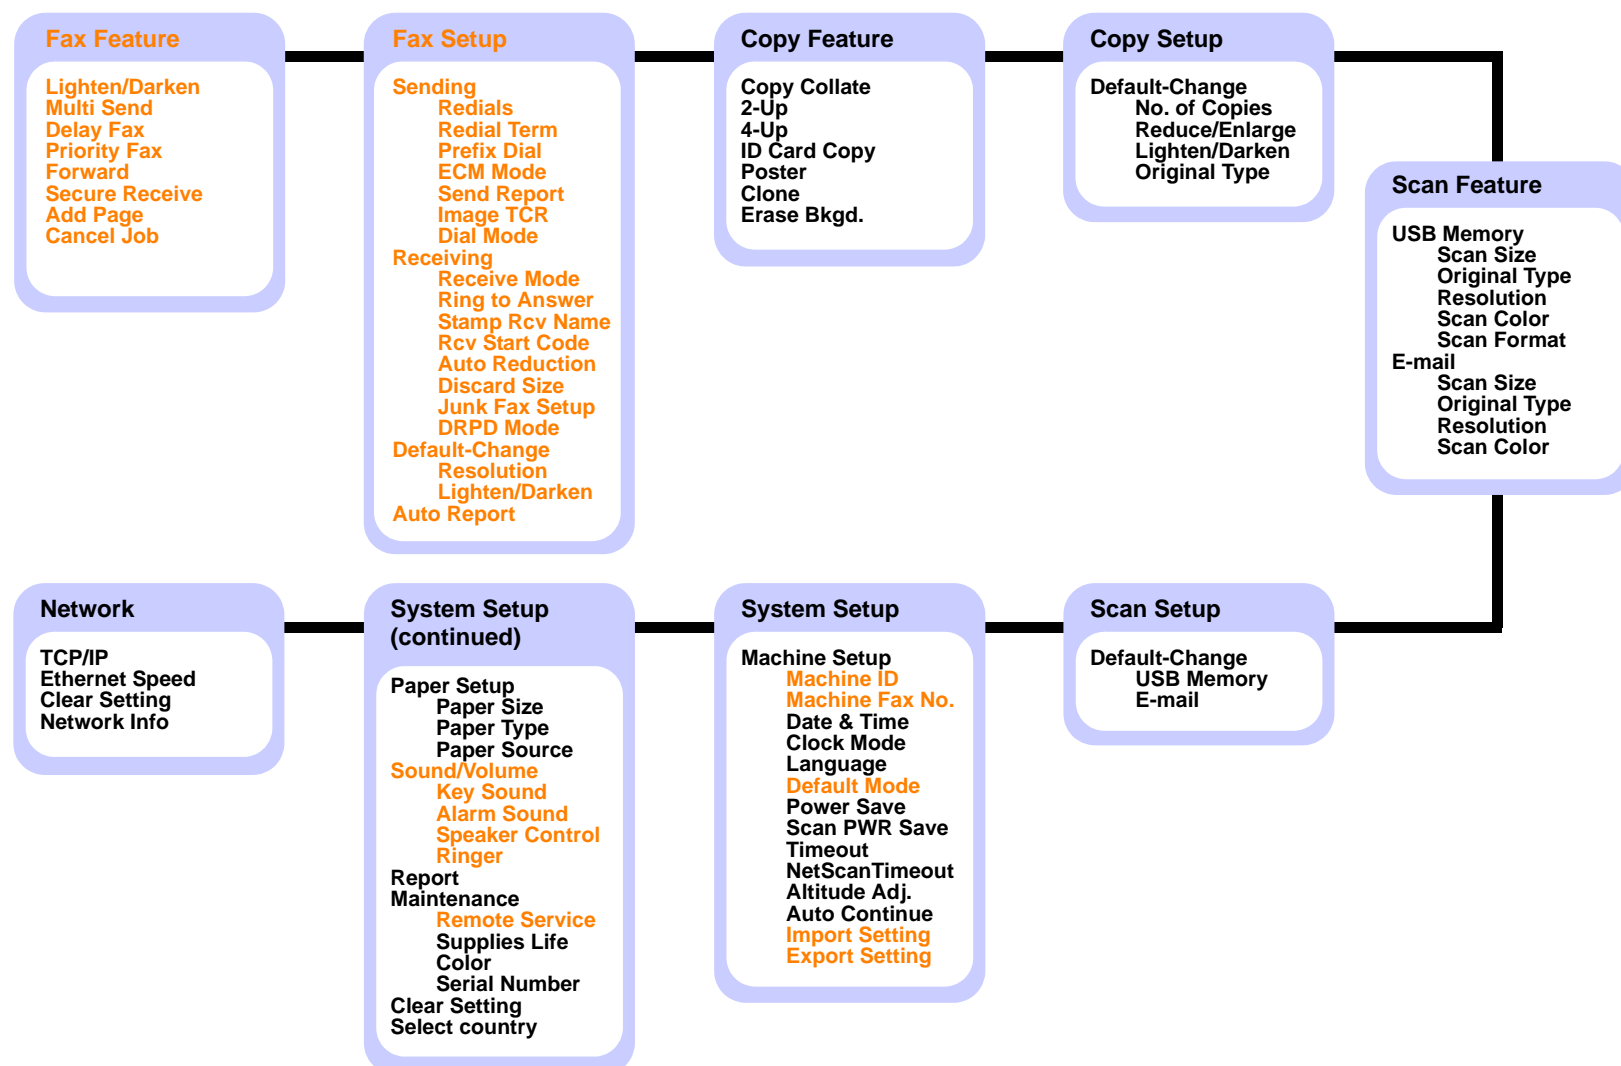 Fax Feature
Lighten/Darken
Multi Send
Delay Fax
Priority Fax
Forward
Secure Receive
Add Page
Cancel Job
Fax Setup
Sending
Redials
Redial Term
Prefix Dial
ECM Mode
Send Report
Image TCR
Dial Mode
Receiving
Receive Mode
Ring to Answer
Stamp Rcv Name
Rcv Start Code
Auto Reduction
Discard Size
Junk Fax Setup
DRPD Mode
Default-Change
Resolution
Lighten/Darken
Auto Report
Copy Feature
Copy Collate
2-Up
4-Up
ID Card Copy
Poster
Clone
Erase Bkgd.
Copy Setup
Default-Change
No. of Copies
Reduce/Enlarge
Lighten/Darken
Original Type
Scan Feature
USB Memory
Scan Size
Original Type
Resolution
Scan Color
Scan Format
E-mail
Scan Size
Original Type
Resolution
Scan Color
Network
TCP/IP
Ethernet Speed
Clear Setting
Network Info
System Setup
(continued)
Paper Setup
Paper Size
Paper Type
Paper Source
Sound/Volume
Key Sound
Alarm Sound
Speaker Control
Ringer
Report
Maintenance
Remote Service
Supplies Life
Color
Serial Number
Clear Setting
Select country
System Setup
Machine Setup
Machine ID
Machine Fax No.
Date & Time
Clock Mode
Language
Default Mode
Power Save
Scan PWR Save
Timeout
NetScanTimeout
Altitude Adj.
Auto Continue
Import Setting
Export Setting
Scan Setup
Default-Change
USB Memory
E-mail